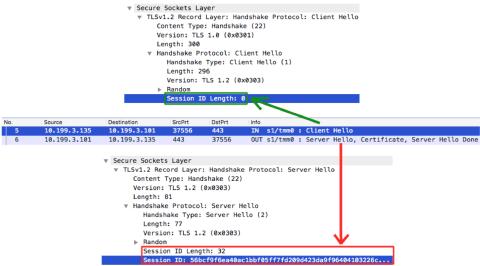 Secure Sockets Layer
TLSv1.2 Record Layer: Handshake Protocol: Client Hello
Content Type: Handshake (22)
Version: TLS 1.0 (0x0301)
Length: 300
Handshake Protocol: Client Hello
Handshake Type: Client Hello (1)
Length: 296
Version: TLS 1.2 (0x0303)
Random
Session ID Length: 0
No. Source Destination SrcPrt DstPrt Info
5 10.199.3.135 10.199.3.101 37556 443 IN s1/tmm0 : Client Hello
6 10.199.3.101 10.199.3.135 443 37556 OUT s1/tmm0 : Server Hello, Certificate, Server Hello Done
Secure Sockets Layer
TLSv1.2 Record Layer: Handshake Protocol: Server Hello
Content Type: Handshake (22)
Version: TLS 1.2 (0x0303)
Length: 81
Handshake Protocol: Server Hello
Handshake Type: Server Hello (2)
Length: 77
Version: TLS 1.2 (0x0303)
Random
Session ID Length: 32
Session ID: 56bcf9f6ea40ac1bbf05ff7fd209d423da9f96404103226c...